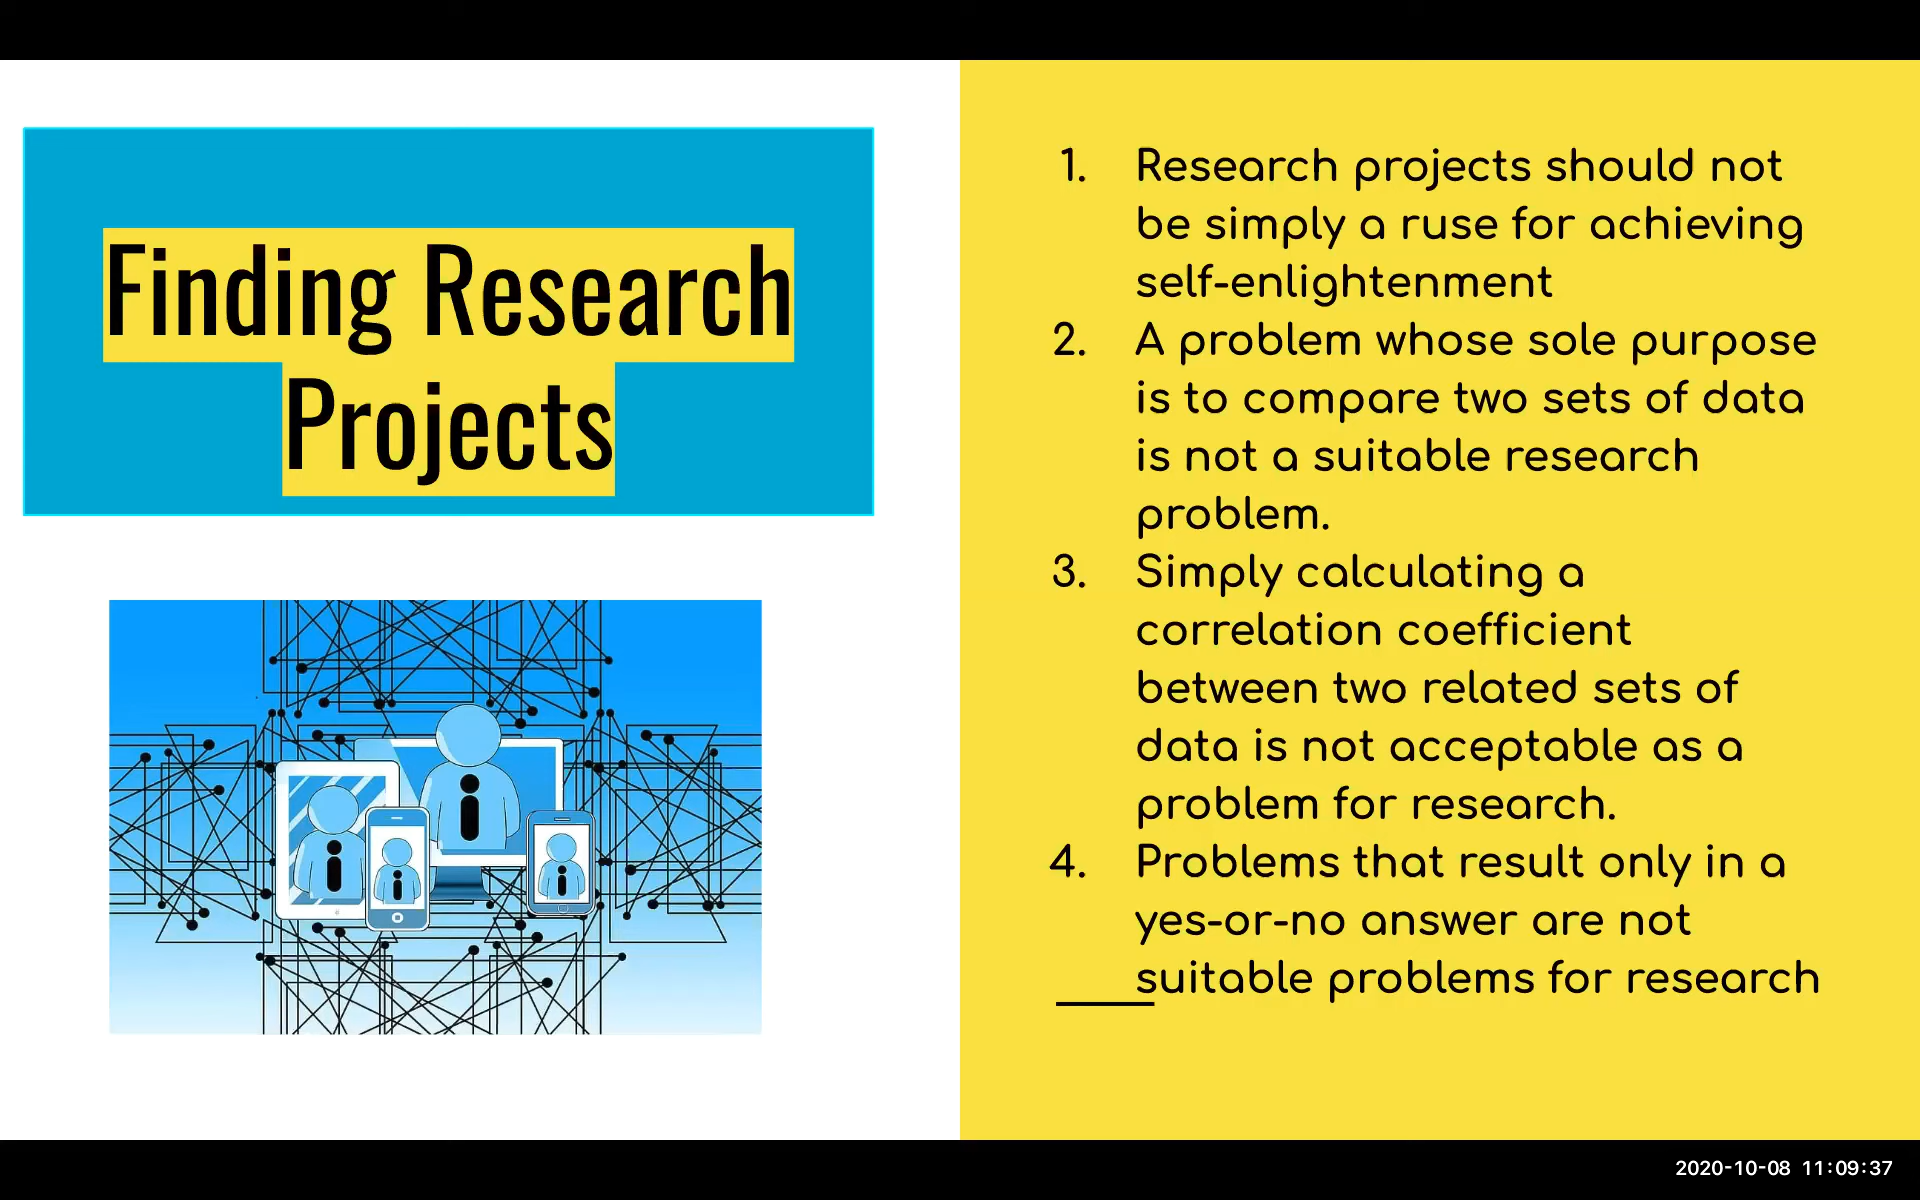 Finding Research
Projects
1. Research projects should not
be simply a ruse for achieving
self-enlightenment
2. A problem whose sole purpose
is to compare two sets of data
is not a suitable research
problem.
3. Simply calculating a
correlation coefficient
between two related sets of
data is not acceptable as a
problem for research.
4. Problems that result only in a
yes-or-no answer are not
suitable problems for research
2020-10-08 11:09:37